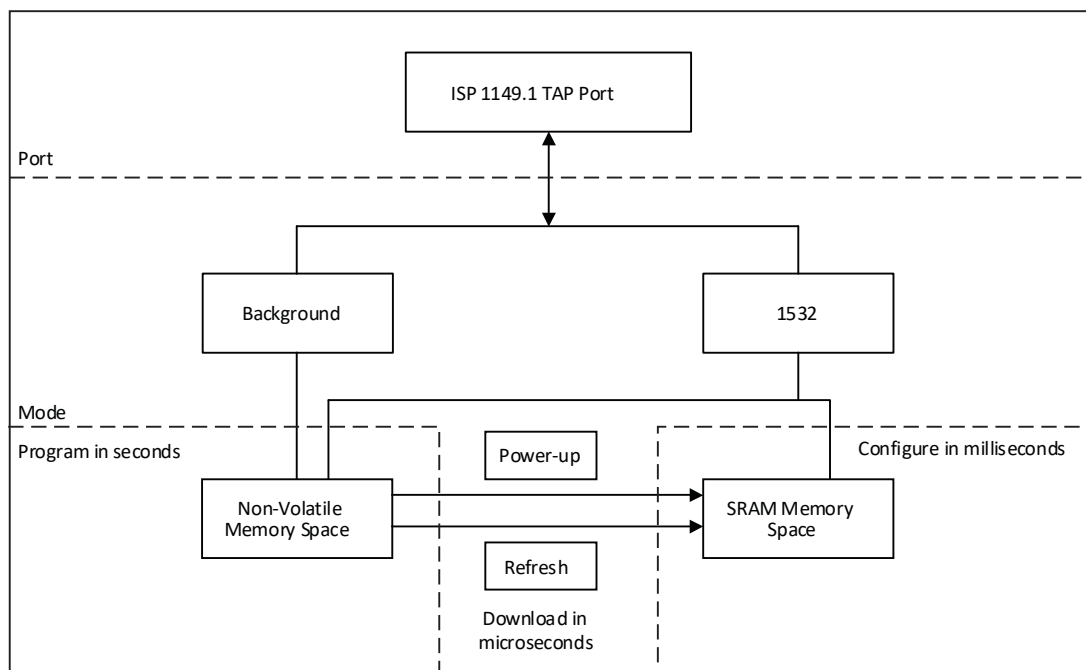 ISP 1149.1 TAP Port
Port
Background
1532
Mode
Program in seconds
Power-up
Configure in milliseconds
Non-Volatile
Memory Space
SRAM Memory
Space
Refresh
Download in
microseconds